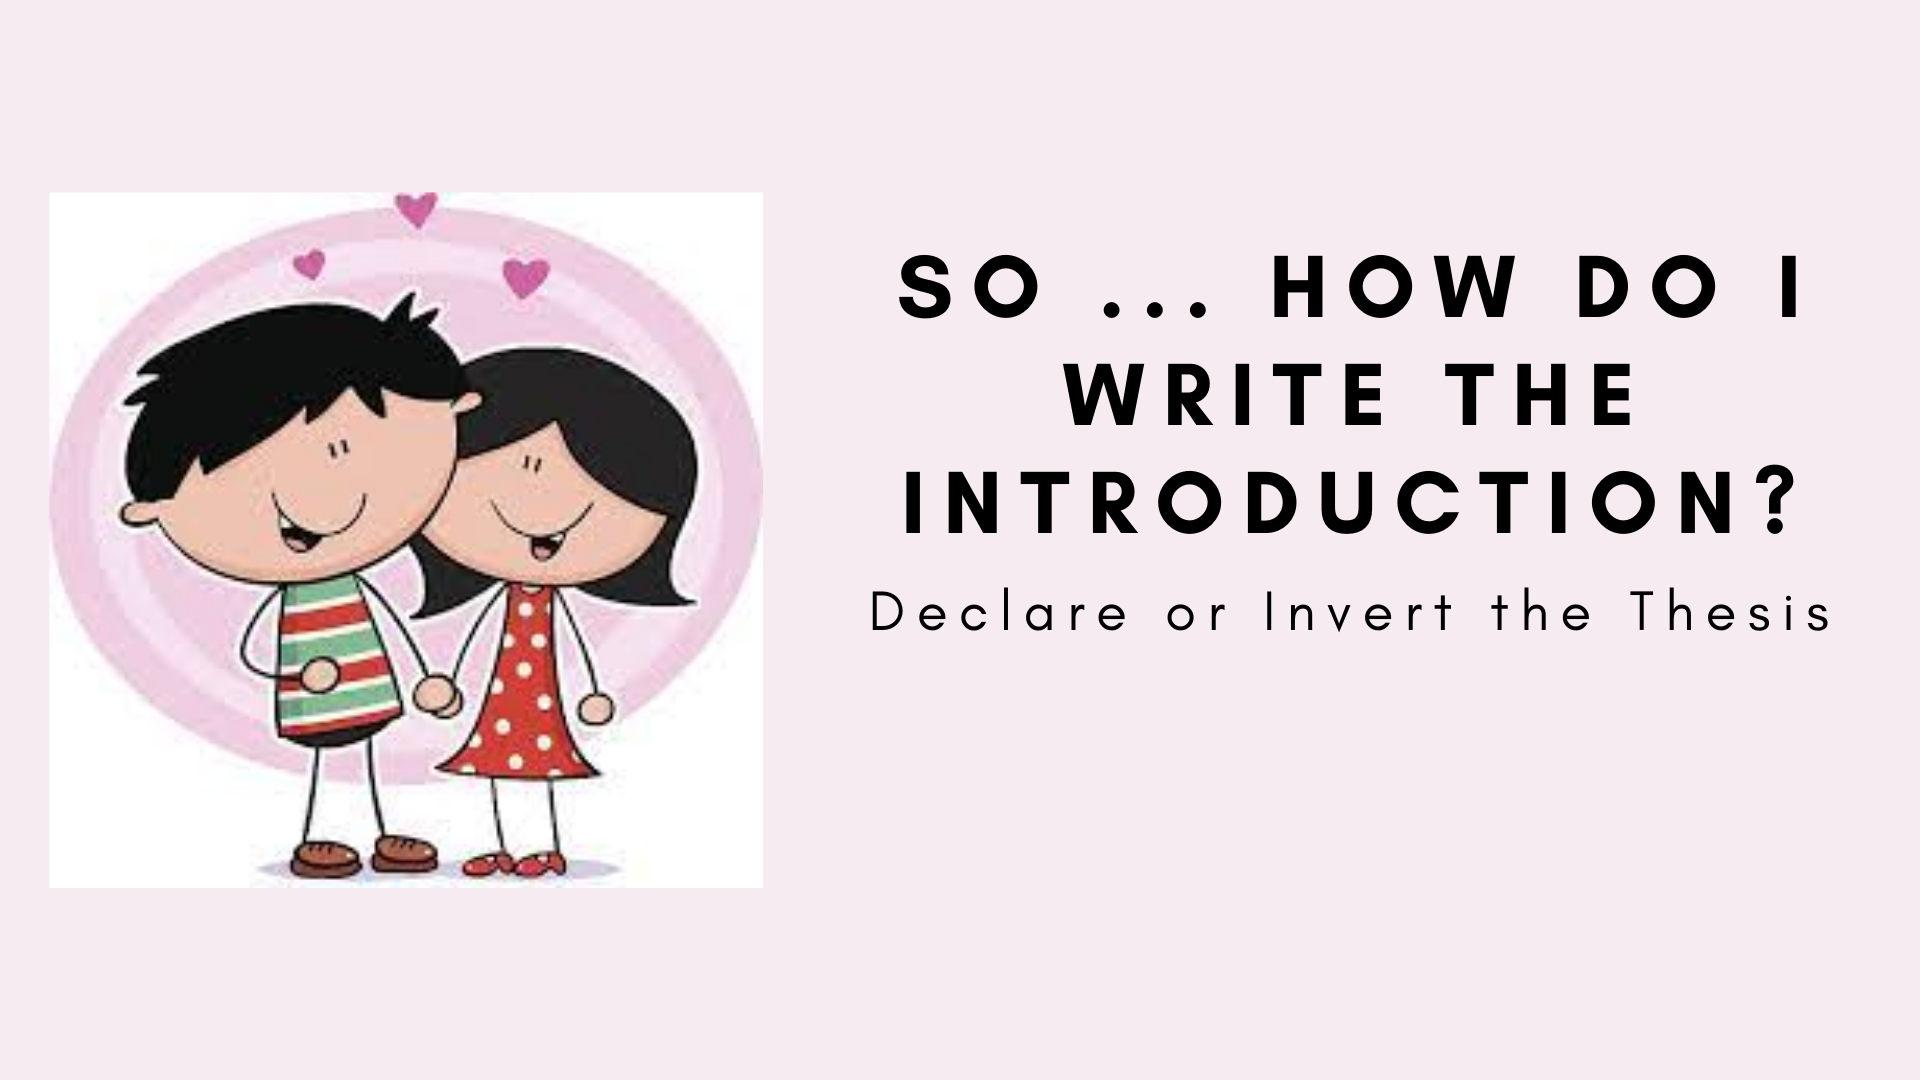 SO ... HOW DO I
WRITE THE
INTRODUCTION?
Declare or Invert the Thesis